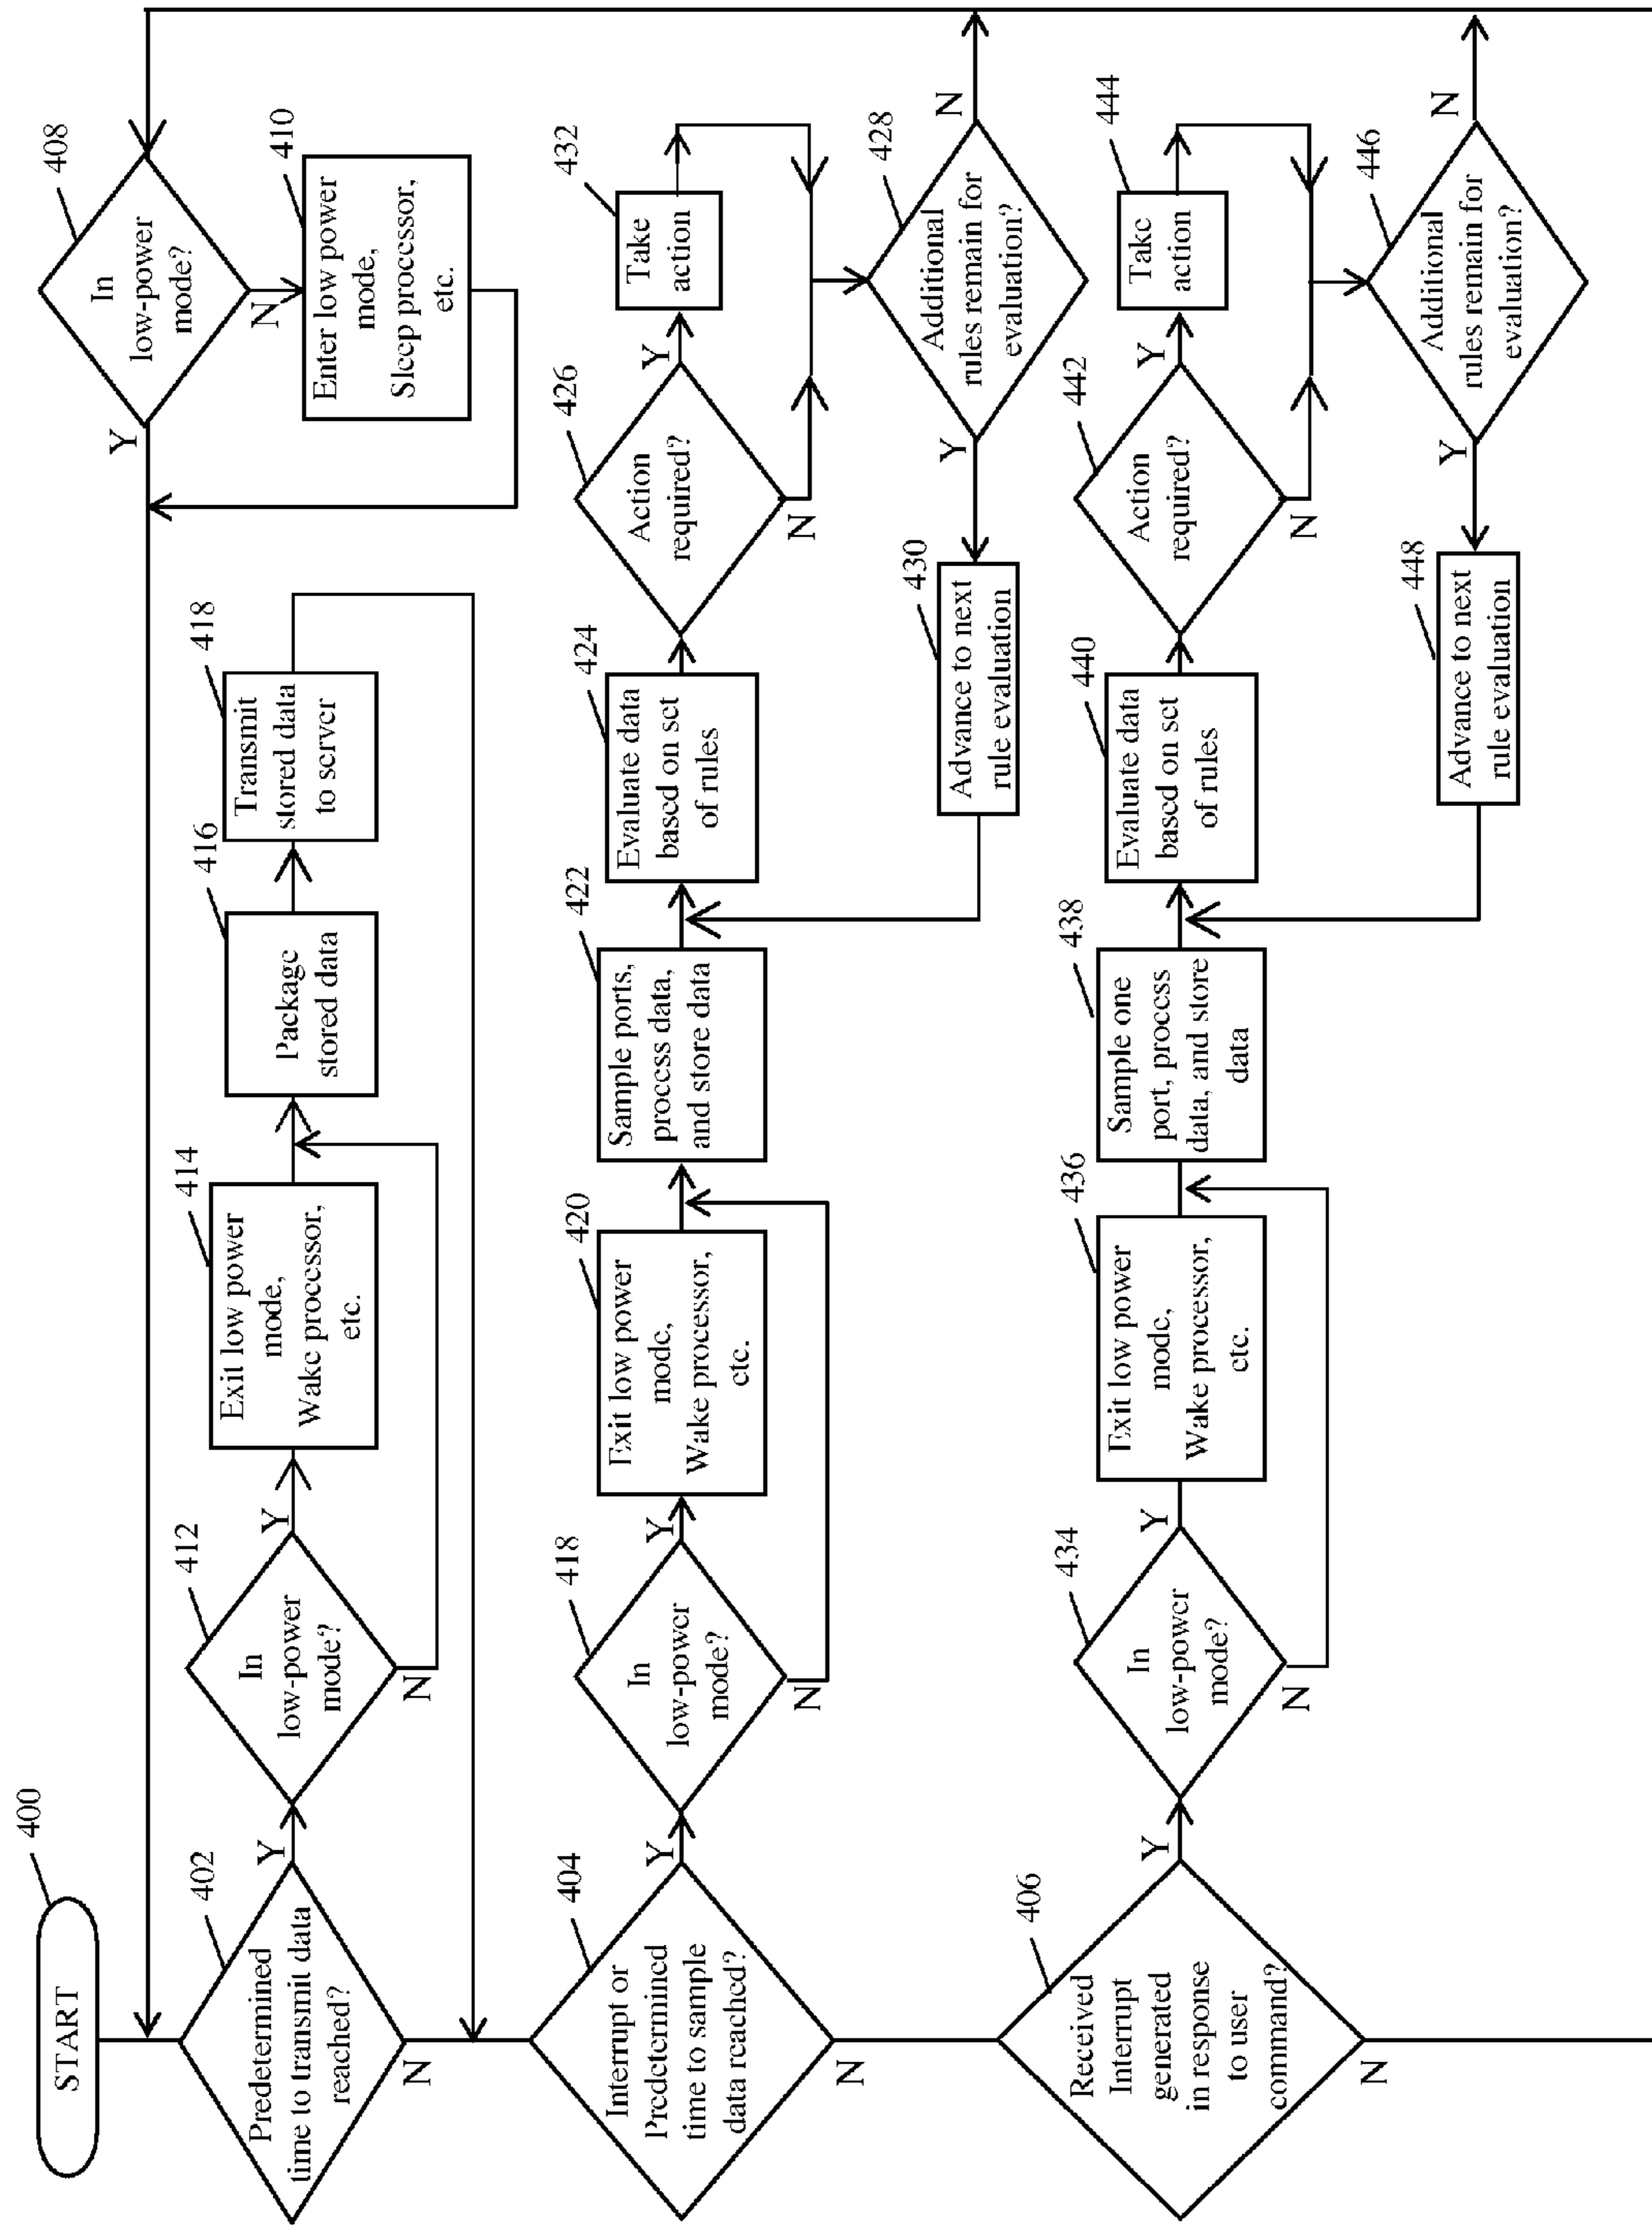 400
START
402
Predetermined
time to transmit data
reached?
Y
N
412
In
low-power
mode?
Y
N
414
Exit low power
mode,
Wake processor,
etc.
416
Package
stored data
418
Transmit
stored data
to server
408
In
low-power
mode?
Y
N
410
Enter low power
mode,
Sleep processor,
etc.
404
Interrupt or
Predetermined
time to sample
data reached?
Y
N
418
In
low-power
mode?
Y
N
420
Exit low power
mode,
Wake processor,
etc.
422
Sample ports,
process data,
and store data
424
Evaluate data
based on set
of rules
426
Action
required?
Y
N
432
Take
action
428
Additional
rules remain for
evaluation?
Y
N
430
Advance to next
rule evaluation
406
Received
Interrupt
generated
in response
to user
command?
Y
N
434
In
low-power
mode?
Y
N
436
Exit low power
mode,
Wake processor,
etc.
438
Sample one
port, process
data, and store
data
440
Evaluate data
based on set
of rules
442
Action
required?
Y
N
444
Take
action
446
Additional
rules remain for
evaluation?
Y
N
448
Advance to next
rule evaluation